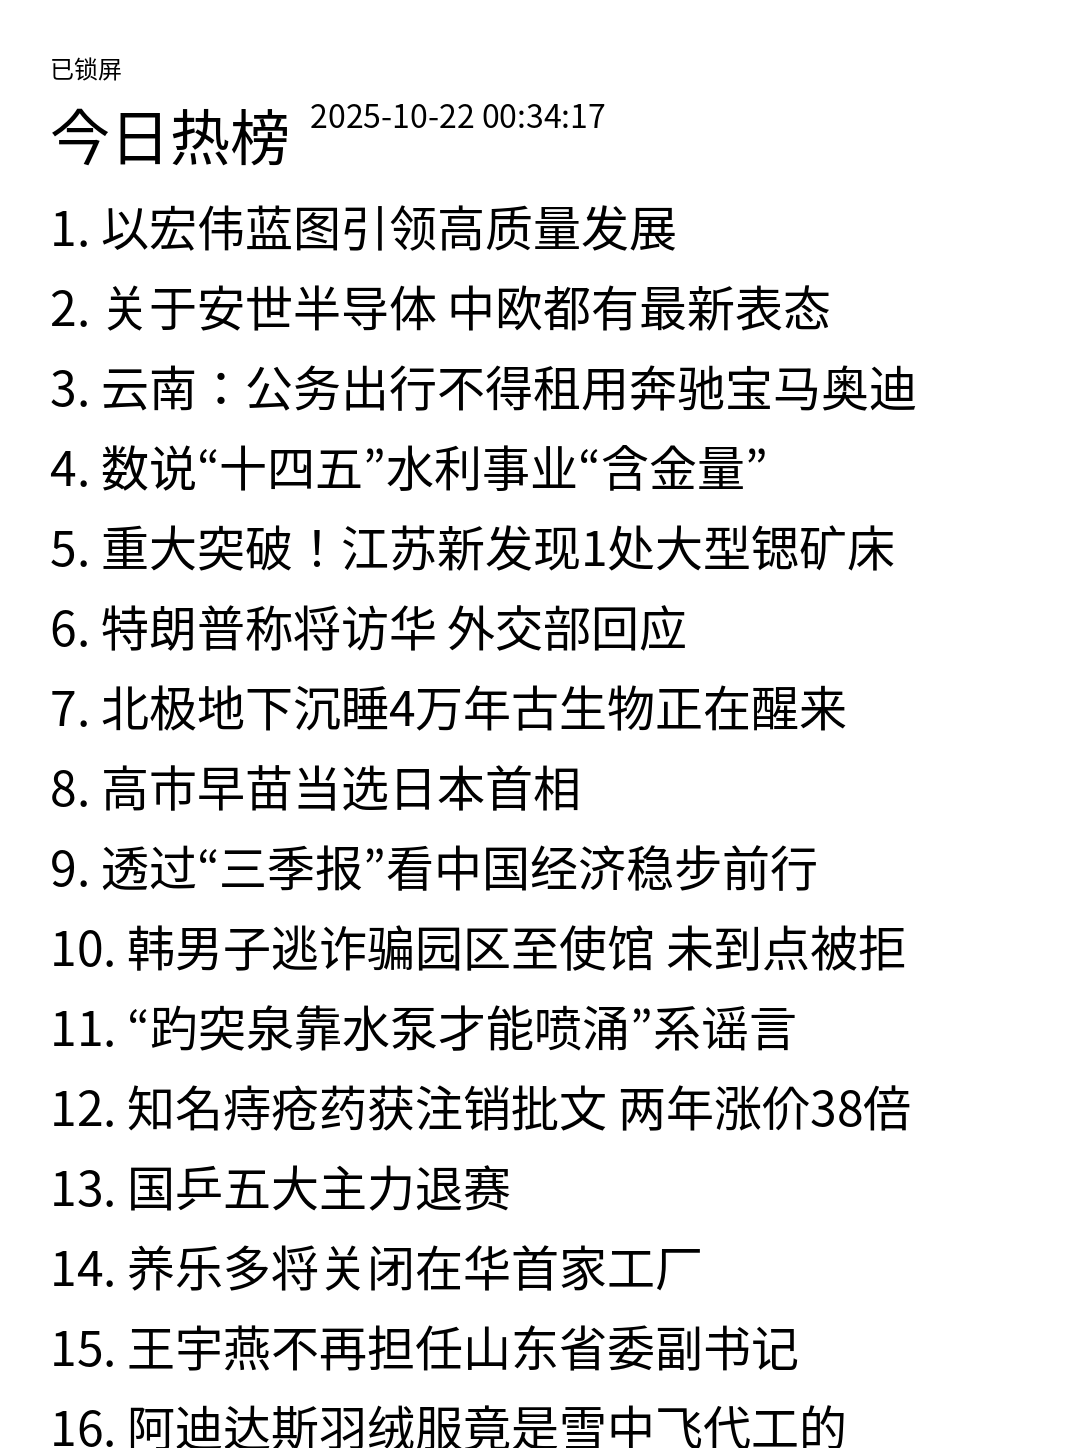 已锁屏
今日热榜 2025-10-22 00:34:17
1. 以宏伟蓝图引领高质量发展
2. 关于安世半导体 中欧都有最新表态
3. 云南：公务出行不得租用奔驰宝马奥迪
4. 数说“十四五”水利事业“含金量”
5. 重大突破！江苏新发现1处大型锶矿床
6. 特朗普称将访华 外交部回应
7. 北极地下沉睡4万年古生物正在醒来
8. 高市早苗当选日本首相
9. 透过“三季报”看中国经济稳步前行
10. 韩男子逃诈骗园区至使馆 未到点被拒
11. “趵突泉靠水泵才能喷涌”系谣言
12. 知名痔疮药获注销批文 两年涨价38倍
13. 国乒五大主力退赛
14. 养乐多将关闭在华首家工厂
15. 王宇燕不再担任山东省委副书记
16. 阿迪达斯羽绒服竟是雪中飞代工的